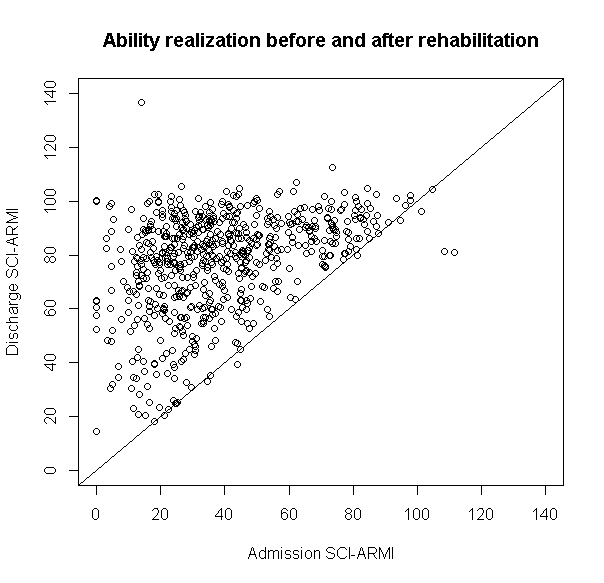 Ability realization before and after rehabilitation
Discharge SCI-ARMI
140
120
100
80
60
40
20
0
0 20 40 60 80 100 120 140
Admission SCI-ARMI